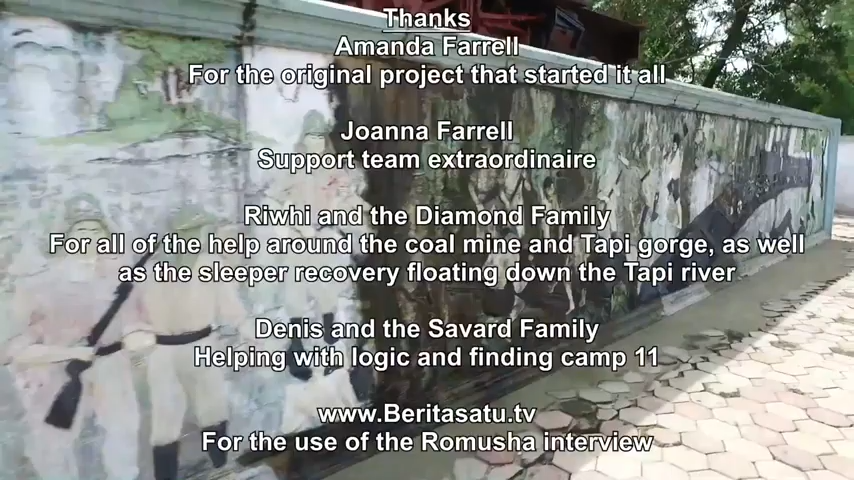 Thanks
Amanda Farrell
For the original project that started it all
Joanna Farrell
Support team extraordinaire
Riwhi and the Diamond Family
For all of the help around the coal mine and Tapi gorge, as well
as the sleeper recovery floating down the Tapi river
Denis and the Savard Family
Helping with logic and finding camp 11
www.Beritasatu.tv
For the use of the Romusha interview